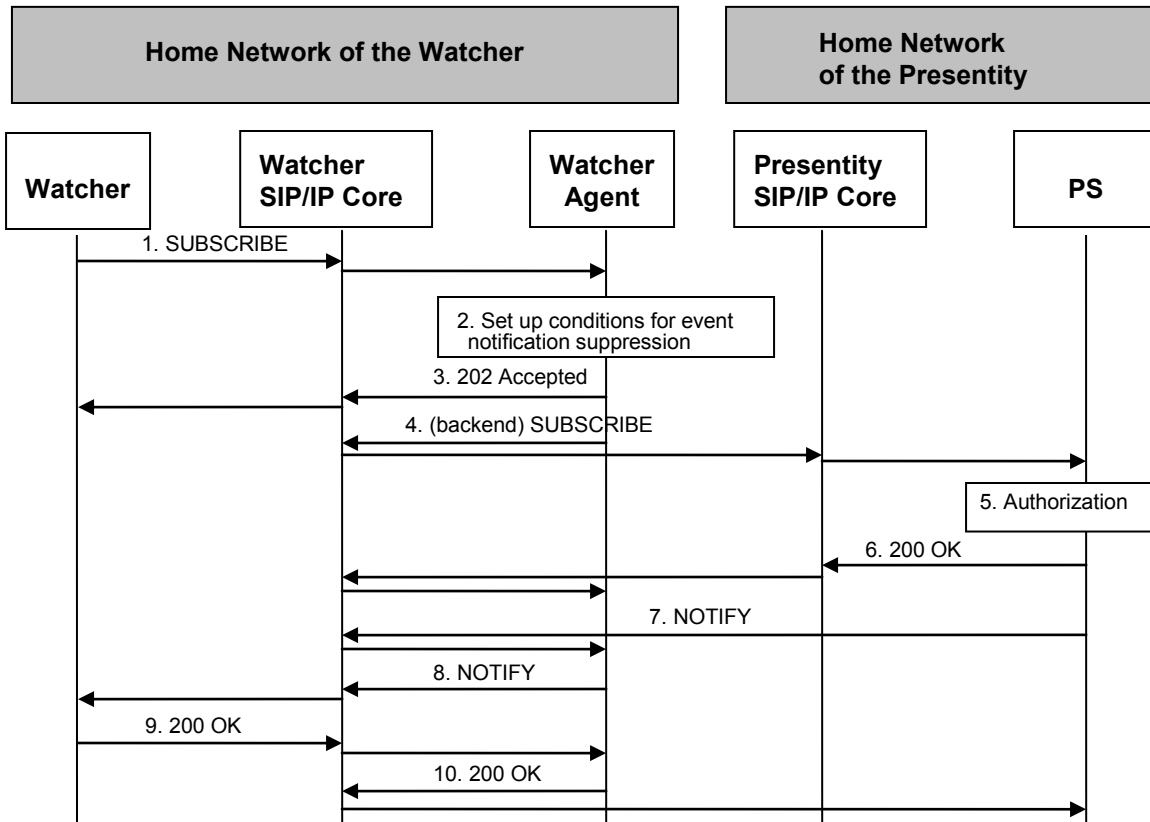 Home Network of the Watcher
Home Network
of the Presentity
Watcher
Watcher
SIP/IP Core
Watcher
Agent
Presentity
SIP/IP Core
PS
1. SUBSCRIBE
2. Set up conditions for event
notification suppression
3. 202 Accepted
4. (backend) SUBSCRIBE
5. Authorization
6. 200 OK
7. NOTIFY
8. NOTIFY
9. 200 OK
10. 200 OK